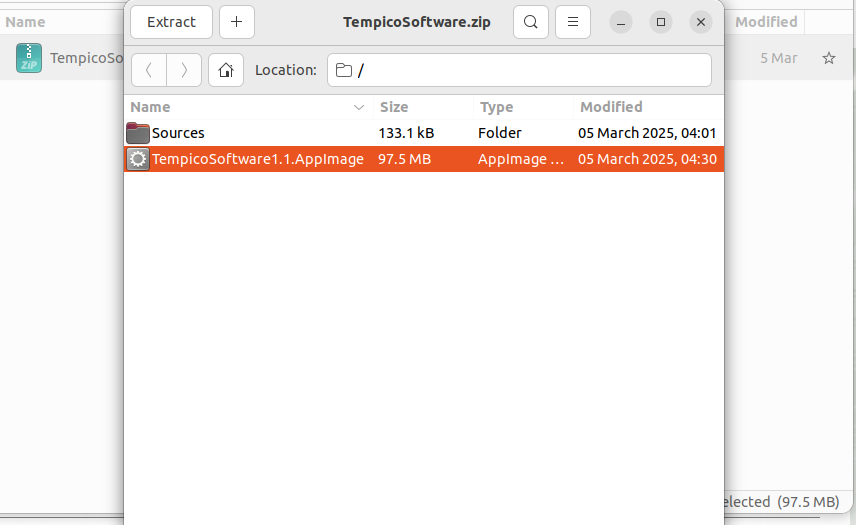 Extract
TempicoSoftware.zip
Location:
/
Name Size Type Modified
Sources 133.1 kB Folder 05 March 2025, 04:01
TempicoSoftware1.1.AppImage 97.5 MB AppImage ... 05 March 2025, 04:30
Name Modified
ZiP TempicoSo 5 Mar
elected (97.5 MB)